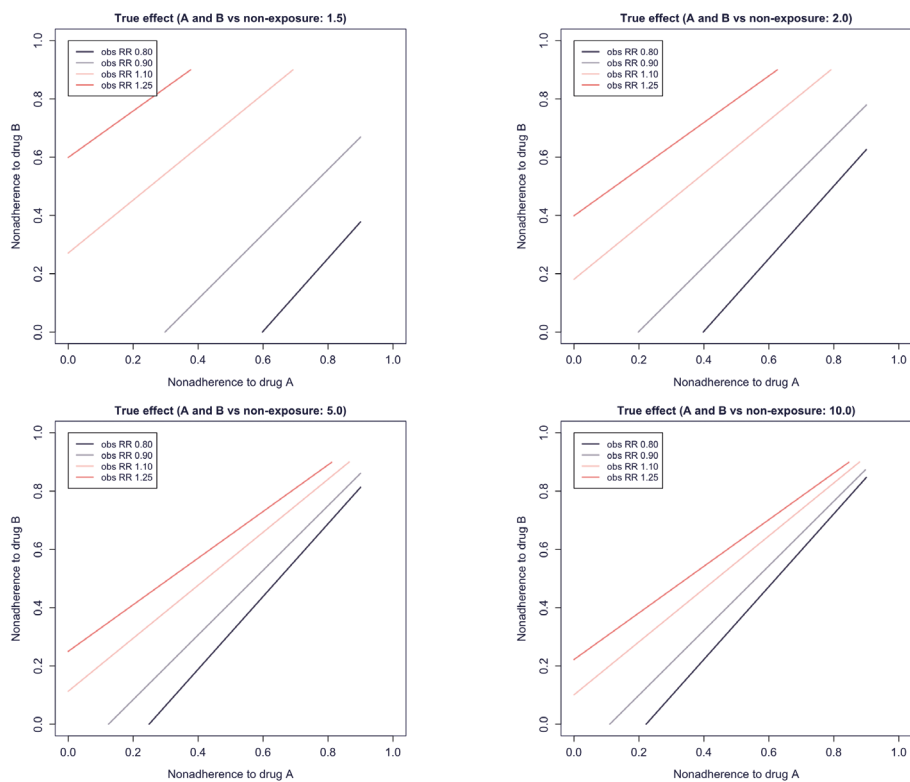 True effect (A and B vs non-exposure: 1.5)
obs RR 0.80
obs RR 0.90
obs RR 1.10
obs RR 1.25
Nonadherence to drug B
0.0 0.2 0.4 0.6 0.8 1.0
0.0 0.2 0.4 0.6 0.8 1.0
Nonadherence to drug A
True effect (A and B vs non-exposure: 2.0)
obs RR 0.80
obs RR 0.90
obs RR 1.10
obs RR 1.25
Nonadherence to drug B
0.0 0.2 0.4 0.6 0.8 1.0
0.0 0.2 0.4 0.6 0.8 1.0
Nonadherence to drug A
True effect (A and B vs non-exposure: 5.0)
obs RR 0.80
obs RR 0.90
obs RR 1.10
obs RR 1.25
Nonadherence to drug B
0.0 0.2 0.4 0.6 0.8 1.0
0.0 0.2 0.4 0.6 0.8 1.0
Nonadherence to drug A
True effect (A and B vs non-exposure: 10.0)
obs RR 0.80
obs RR 0.90
obs RR 1.10
obs RR 1.25
Nonadherence to drug B
0.0 0.2 0.4 0.6 0.8 1.0
0.0 0.2 0.4 0.6 0.8 1.0
Nonadherence to drug A